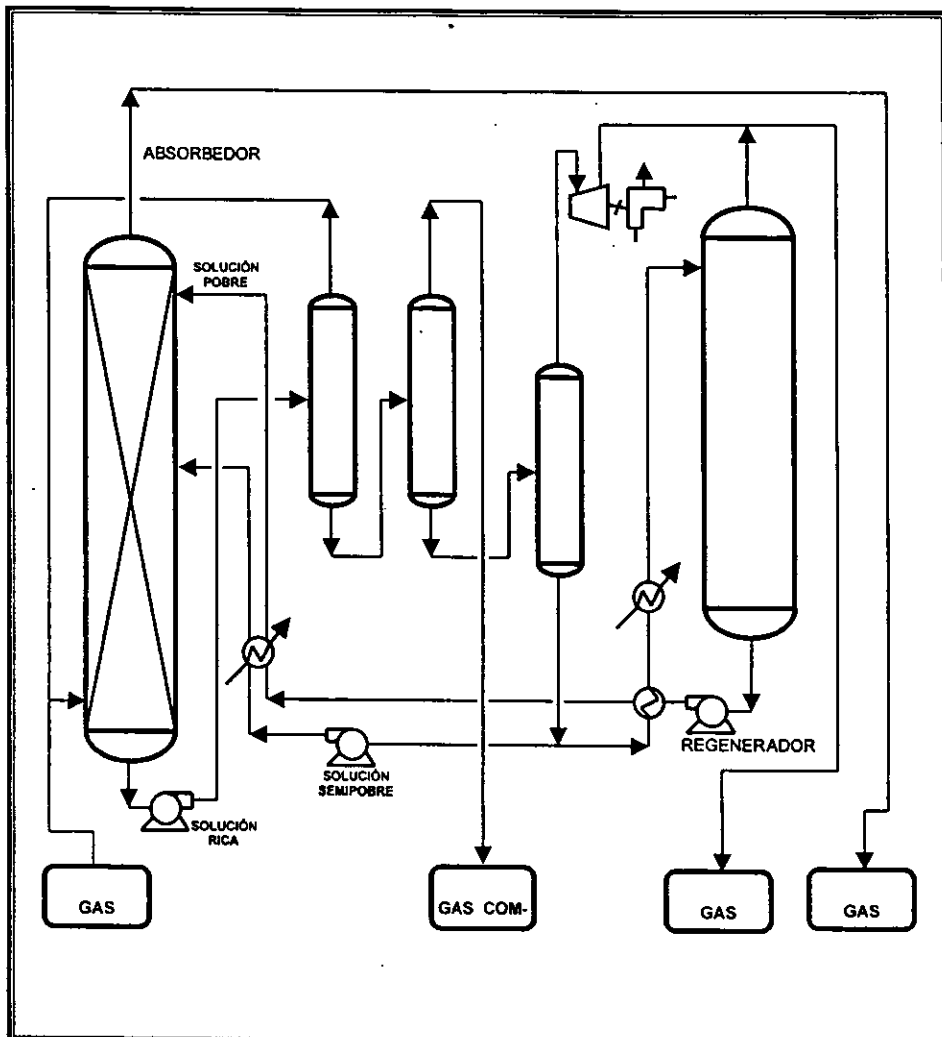 ABSORBEDOR
SOLUCIÓN
POBRE
REGENERADOR
SOLUCIÓN
SEMIPOBRE
SOLUCIÓN
RICA
GAS
GAS COM-
GAS
GAS